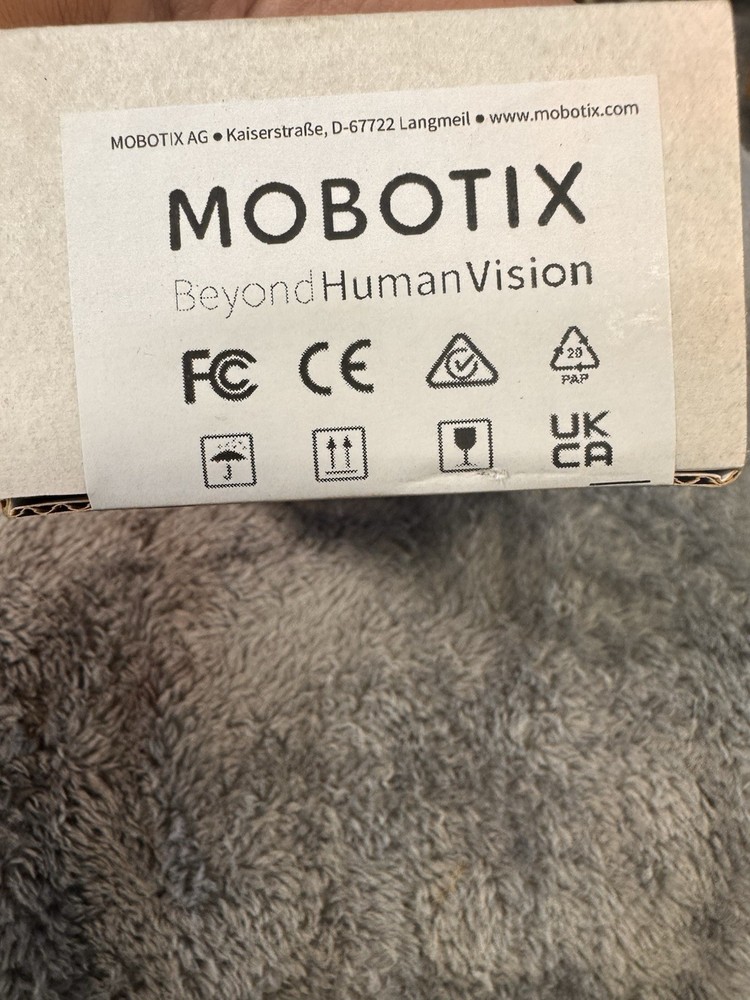 MOBOTIX AG ● Kaiserstraße, D-67722 Langmeil ● www.mobotix.com
MOBOTIX
BeyondHumanVision
FC CE 20
PAP
UK
CA